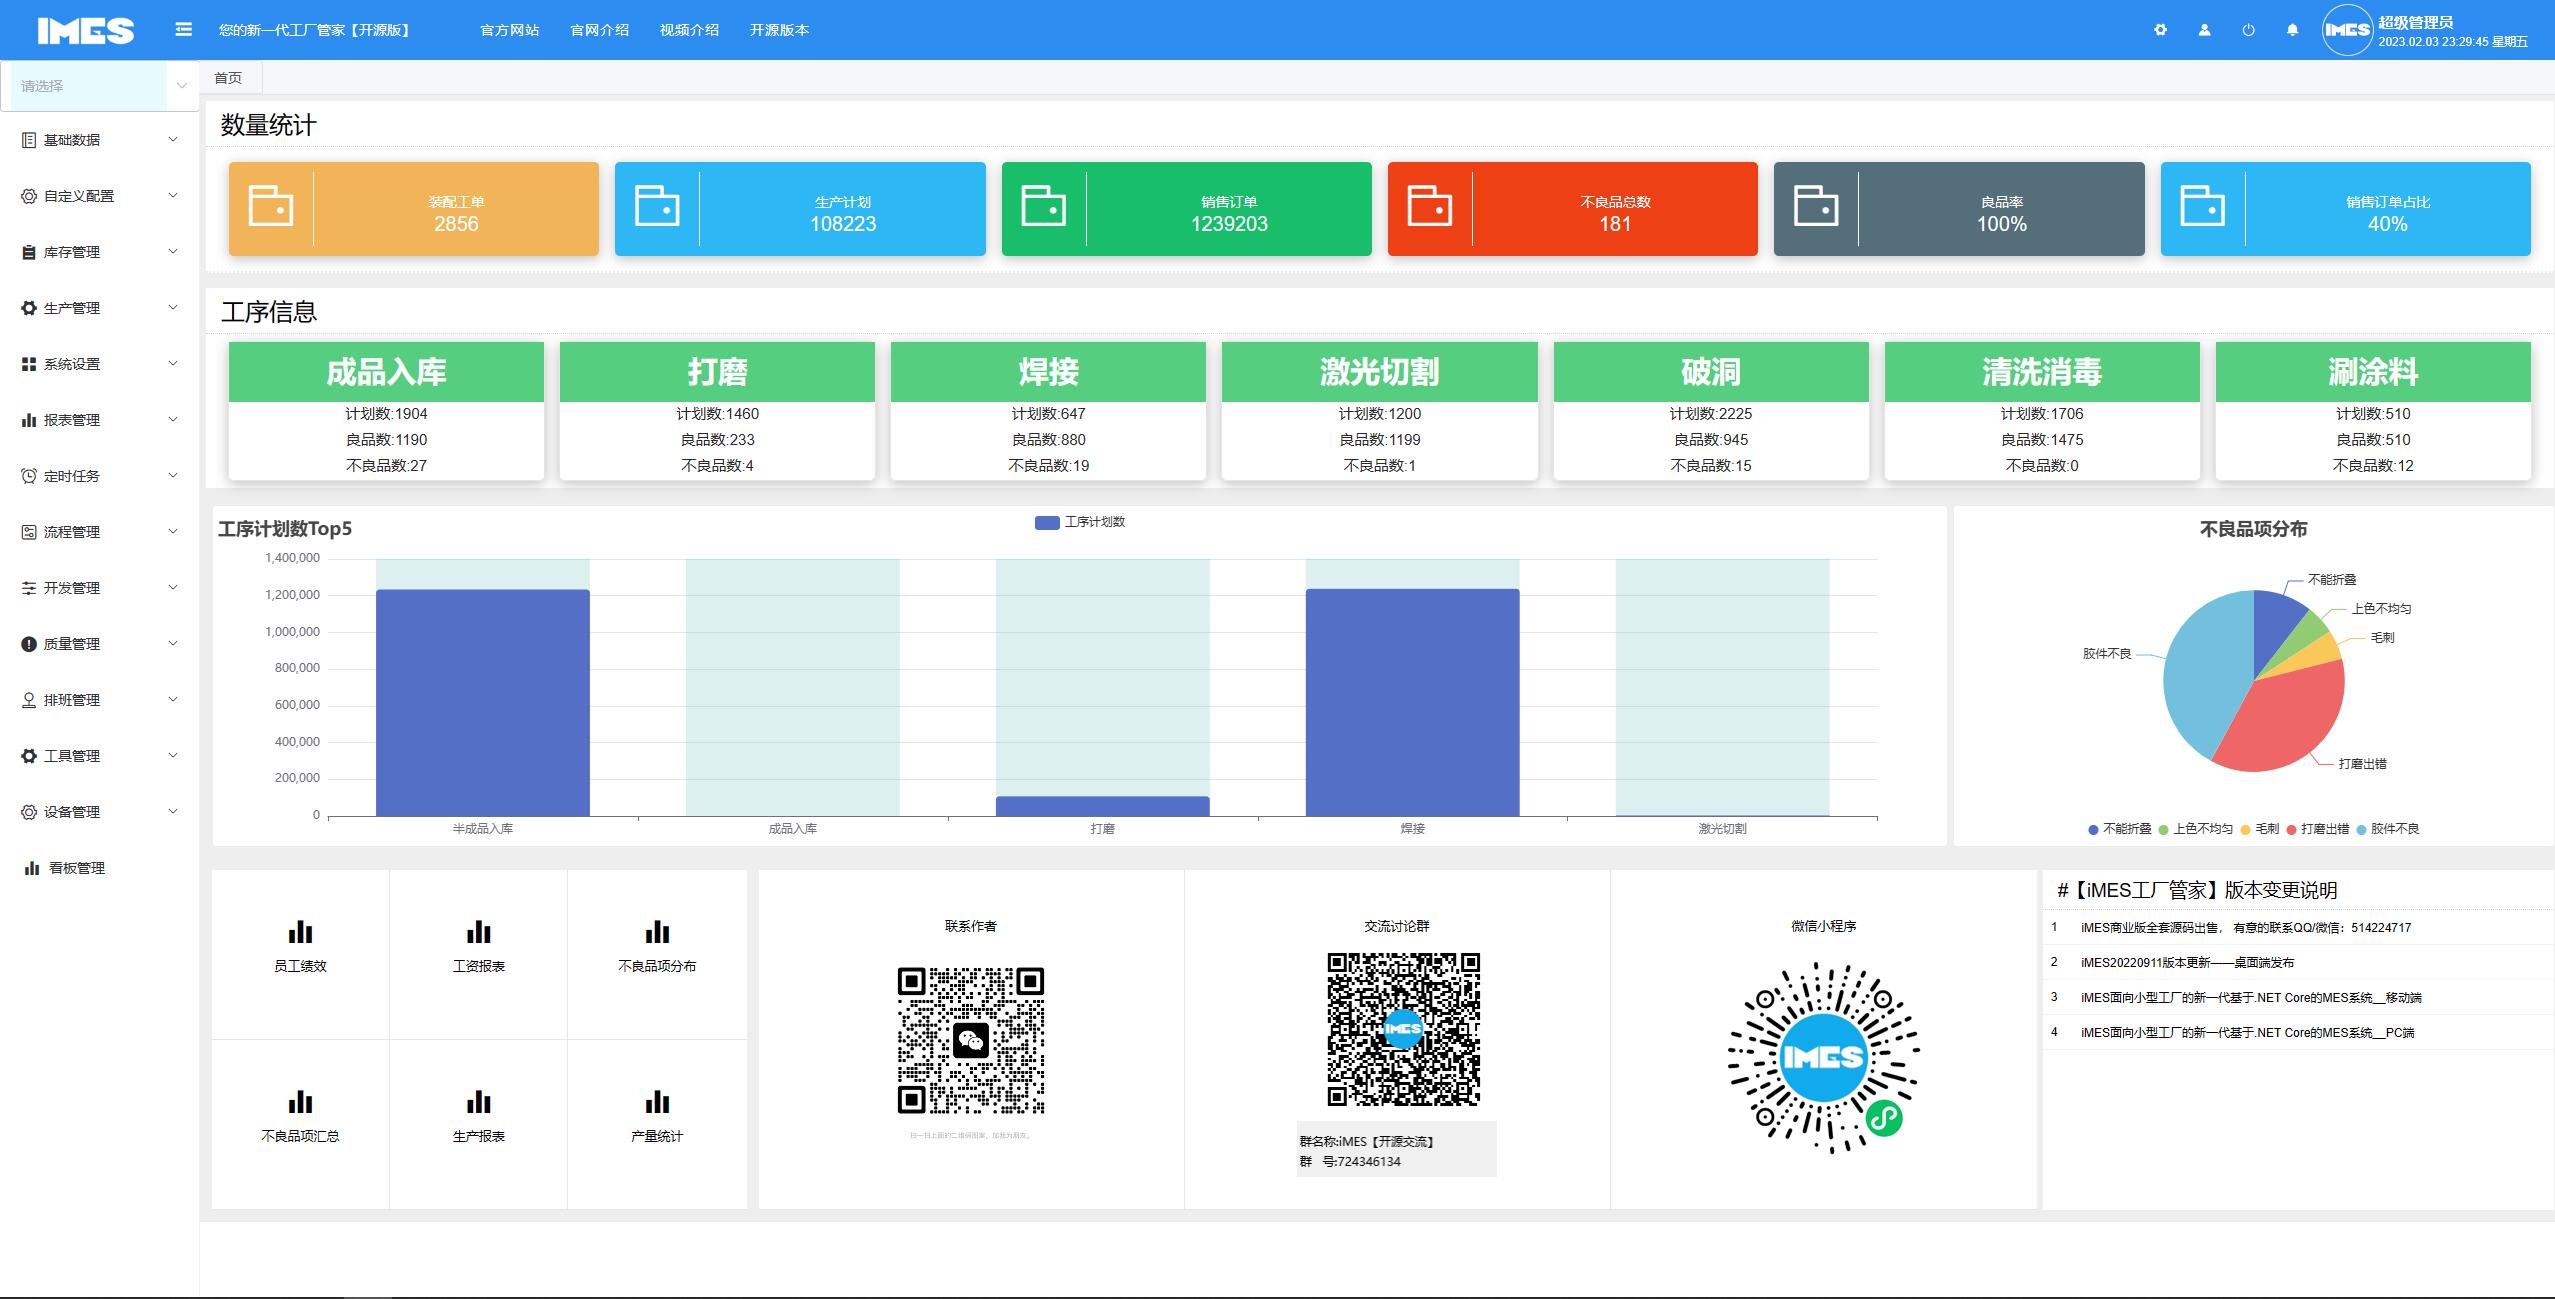 IMES
您的新一代工厂管家【开源版】
官方网站
官网介绍
视频介绍
开源版本
IMES
超级管理员
2023.02.03 23:29:45 星期五
请选择
基础数据
自定义配置
库存管理
生产管理
系统设置
报表管理
定时任务
流程管理
开发管理
质量管理
排班管理
工具管理
设备管理
看板管理
首页
数量统计
装配工单
2856
生产计划
108223
销售订单
1239203
不良品总数
181
良品率
100%
销售订单占比
40%
工序信息
成品入库
计划数:1904
良品数:1190
不良品数:27
打磨
计划数:1460
良品数:233
不良品数:4
焊接
计划数:647
良品数:880
不良品数:19
激光切割
计划数:1200
良品数:1199
不良品数:1
破洞
计划数:2225
良品数:945
不良品数:15
清洗消毒
计划数:1706
良品数:1475
不良品数:0
涮涂料
计划数:510
良品数:510
不良品数:12
工序计划数Top5
工序计划数
1,400,000
1,200,000
1,000,000
800,000
600,000
400,000
200,000
0
半成品入库
成品入库
打磨
焊接
激光切割
不良品项分布
不能折叠
上色不均匀
毛刺
胶件不良
打磨出错
不能折叠 上色不均匀 毛刺 打磨出错 胶件不良
员工绩效
工资报表
不良品项分布
不良品项汇总
生产报表
产量统计
联系作者
扫一扫上面的二维码图案，加我为朋友。
交流讨论群
IMES
群名称:iMES【开源交流】
群 号:724346134
微信小程序
IMES
#【iMES工厂管家】版本变更说明
1 iMES商业版全套源码出售，有意的联系QQ/微信：514224717
2 iMES20220911版本更新——桌面端发布
3 iMES面向小型工厂的新一代基于.NET Core的MES系统__移动端
4 iMES面向小型工厂的新一代基于.NET Core的MES系统__PC端